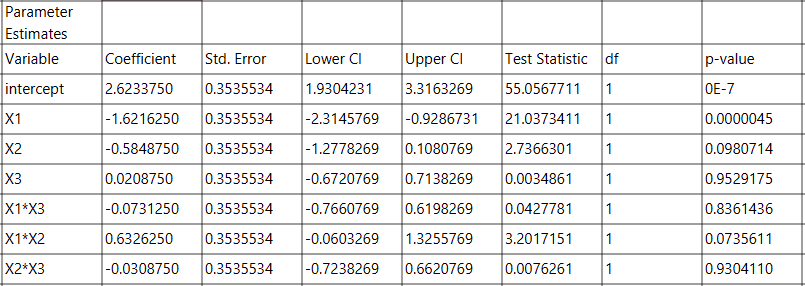 Parameter
Estimates
Variable Coefficient Std. Error Lower CI Upper CI Test Statistic df p-value
intercept 2.6233750 0.3535534 1.9304231 3.3163269 55.0567711 1 0E-7
X1 -1.6216250 0.3535534 -2.3145769 -0.9286731 21.0373411 1 0.0000045
X2 -0.5848750 0.3535534 -1.2778269 0.1080769 2.7366301 1 0.0980714
X3 0.0208750 0.3535534 -0.6720769 0.7138269 0.0034861 1 0.9529175
X1*X3 -0.0731250 0.3535534 -0.7660769 0.6198269 0.0427781 1 0.8361436
X1*X2 0.6326250 0.3535534 -0.0603269 1.3255769 3.2017151 1 0.0735611
X2*X3 -0.0308750 0.3535534 -0.7238269 0.6620769 0.0076261 1 0.9304110